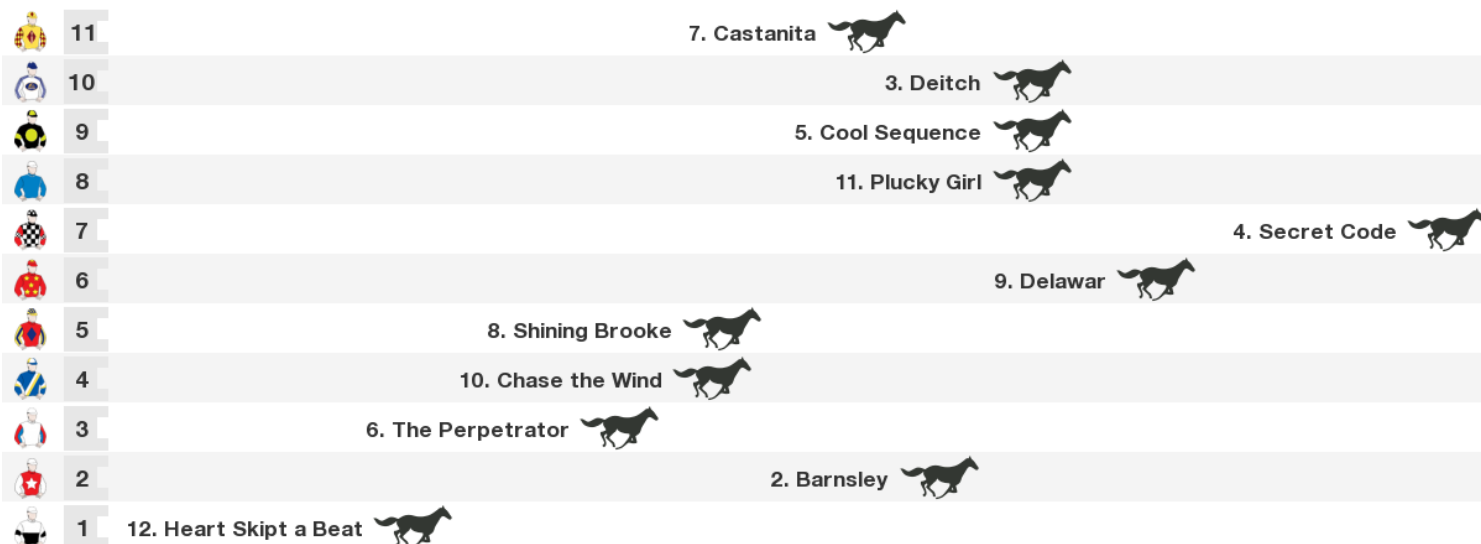 11 7. Castanita
10 3. Deitch
9 5. Cool Sequence
8 11. Plucky Girl
7 4. Secret Code
6 9. Delawar
5 8. Shining Brooke
4 10. Chase the Wind
3 6. The Perpetrator
2 2. Barnsley
1 12. Heart Skipt a Beat